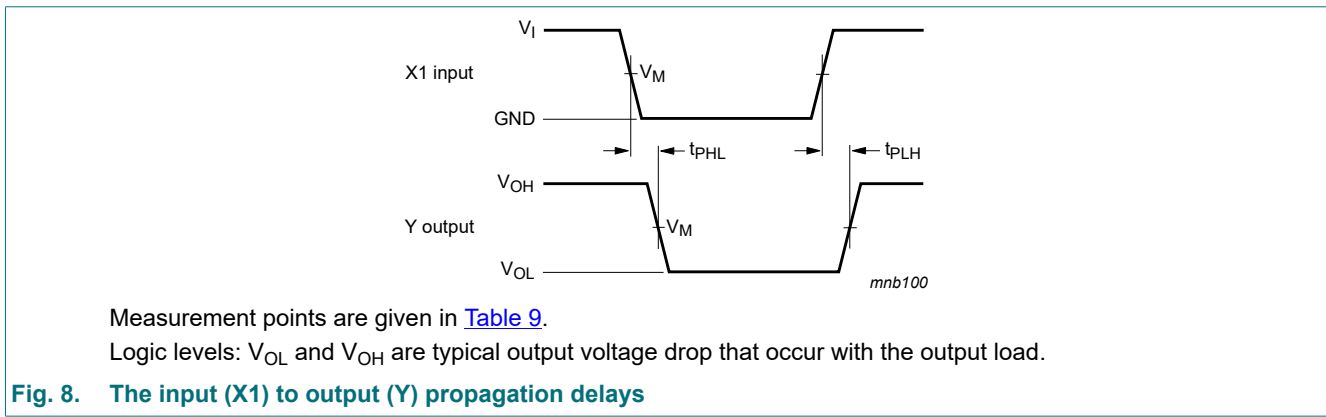 VI
X1 input
VM
GND
tPHL
tPLH
VOH
Y output
VM
VOL
mnb100
Measurement points are given in Table 9.
Logic levels: VOL and VOH are typical output voltage drop that occur with the output load.
Fig. 8. The input (X1) to output (Y) propagation delays